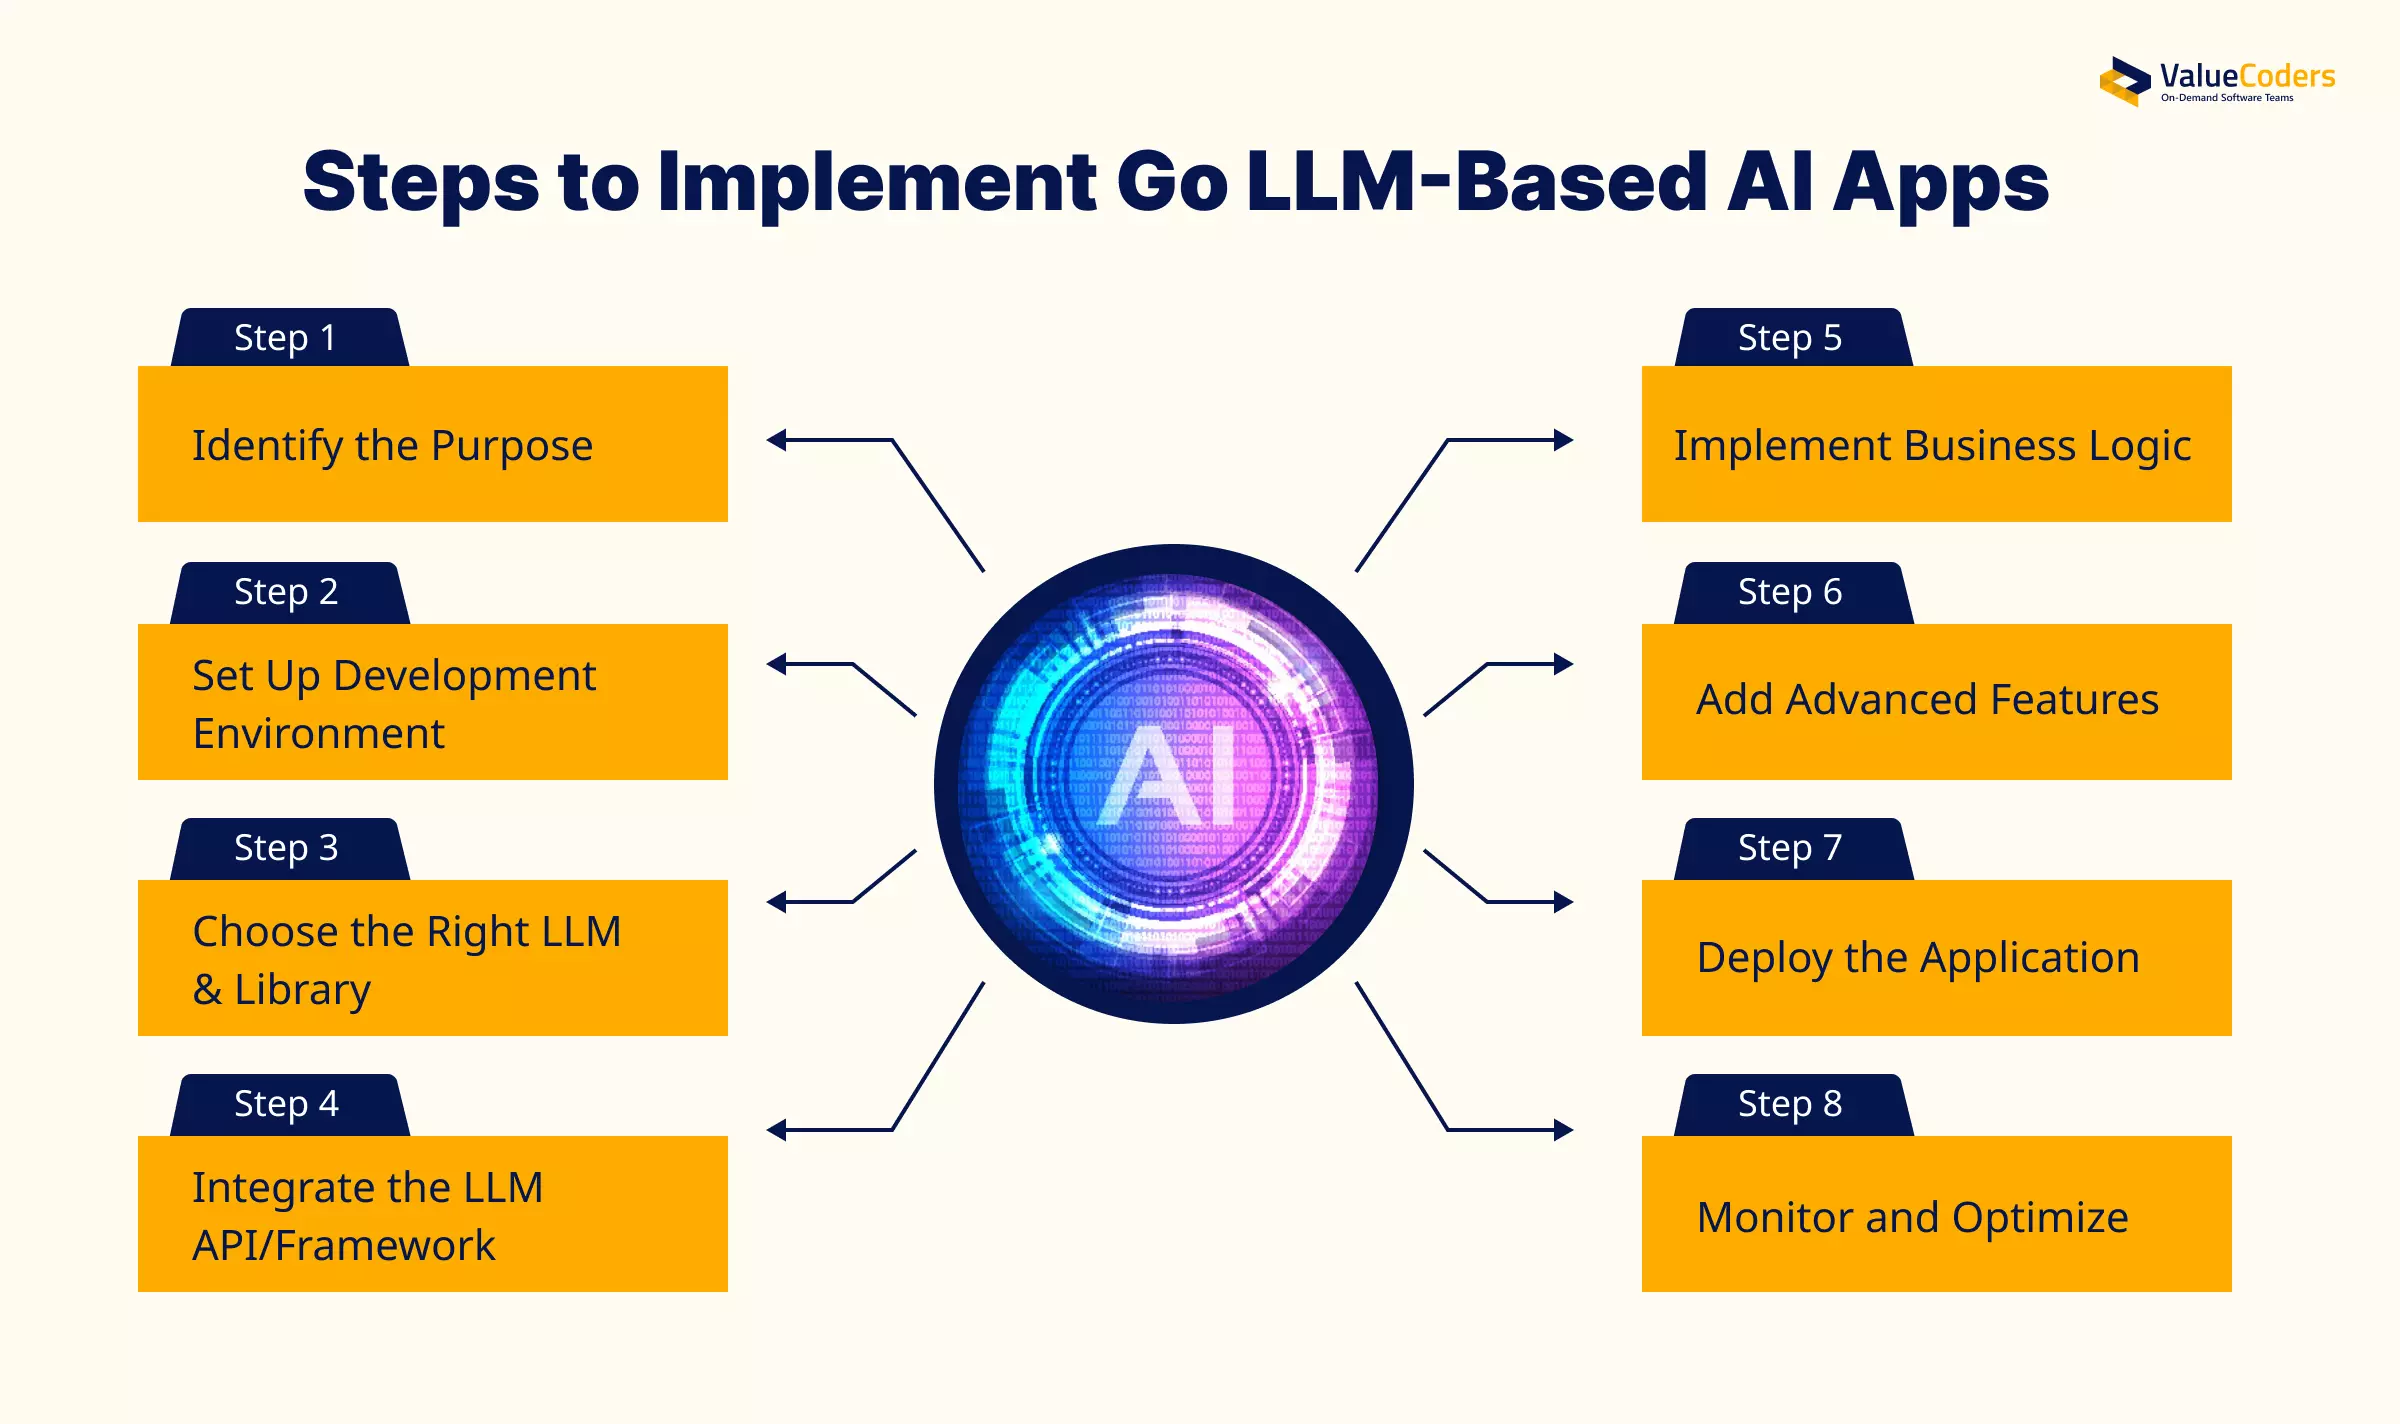 ValueCoders
On-Demand Software Teams
Steps to Implement Go LLM-Based AI Apps
Step 1
Identify the Purpose
Step 2
Set Up Development
Environment
Step 3
Choose the Right LLM
& Library
Step 4
Integrate the LLM
API/Framework
AI
Step 5
Implement Business Logic
Step 6
Add Advanced Features
Step 7
Deploy the Application
Step 8
Monitor and Optimize